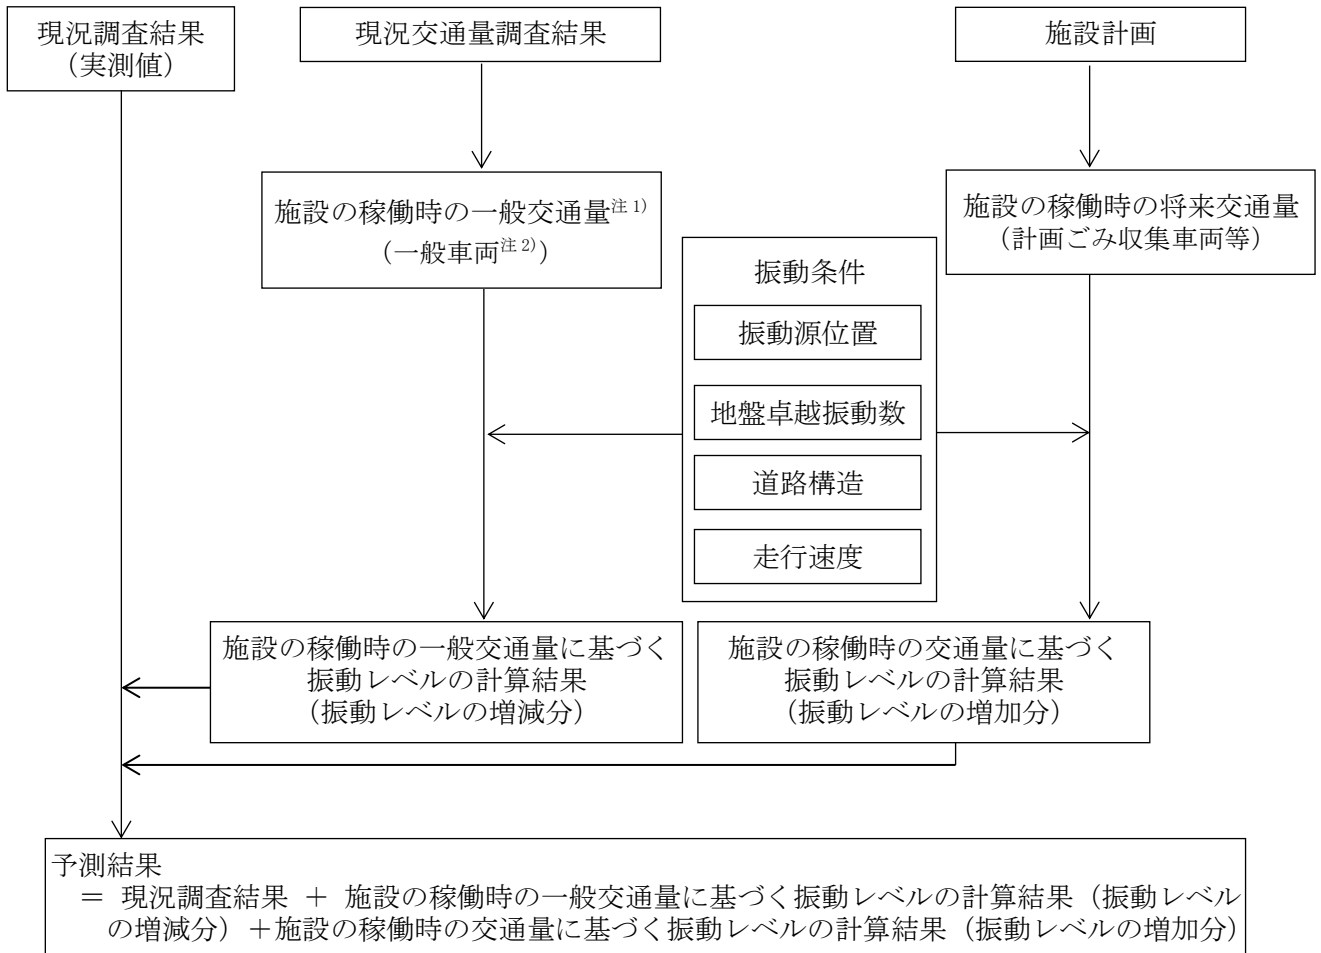 現況調査結果
（実測値）
現況交通量調査結果
施設計画
施設の稼働時の一般交通量注1)
（一般車両注2)）
施設の稼働時の将来交通量
（計画ごみ収集車両等）
振動条件
振動源位置
地盤卓越振動数
道路構造
走行速度
施設の稼働時の一般交通量に基づく
振動レベルの計算結果
（振動レベルの増減分）
施設の稼働時の交通量に基づく
振動レベルの計算結果
（振動レベルの増加分）
予測結果
＝ 現況調査結果 ＋ 施設の稼働時の一般交通量に基づく振動レベルの計算結果（振動レベル
の増減分）＋施設の稼働時の交通量に基づく振動レベルの計算結果（振動レベルの増加分）